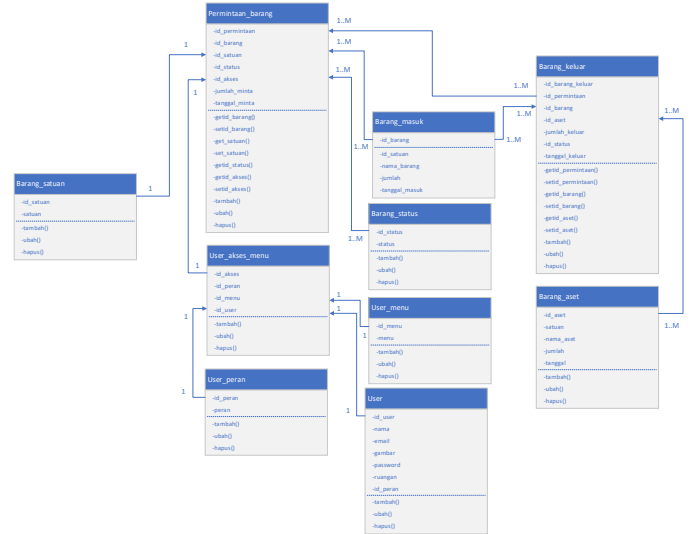 Permintaan_barang
-id_permintaan
-id_barang
-id_satuan
-id_status
-id_akses
-jumlah_minta
-tanggal_minta
-getid_barang()
-setid_barang()
-get_satuan()
-set_satuan()
-getid_status()
-getid_akses()
-setid_akses()
-tambah()
-ubah()
-hapus()
1
1
1..M
1..M
1..M
Barang_keluar
-id_barang_keluar
-id_permintaan
-id_barang
-id_aset
-jumlah_keluar
-id_status
-tanggal_keluar
-getid_permintaan()
-setid_permintaan()
-getid_barang()
-setid_barang()
-getid_aset()
-setid_aset()
-tambah()
-ubah()
-hapus()
1..M
1..M
1..M
Barang_masuk
-id_barang
-id_satuan
-nama_barang
-jumlah
-tanggal_masuk
1..M
1..M
Barang_satuan
-id_satuan
-satuan
-tambah()
-ubah()
-hapus()
1
Barang_status
-id_status
-status
-tambah()
-ubah()
-hapus()
1..M
User_akses_menu
-id_akses
-id_peran
-id_menu
-id_user
-tambah()
-ubah()
-hapus()
1
1
1
1
User_menu
-id_menu
-menu
-tambah()
-ubah()
-hapus()
1
Barang_aset
-id_aset
-satuan
-nama_aset
-jumlah
-tanggal
-tambah()
-ubah()
-hapus()
1..M
User_peran
-id_peran
-peran
-tambah()
-ubah()
-hapus()
1
User
-id_user
-nama
-email
-gambar
-password
-ruangan
-id_peran
-tambah()
-ubah()
-hapus()
1